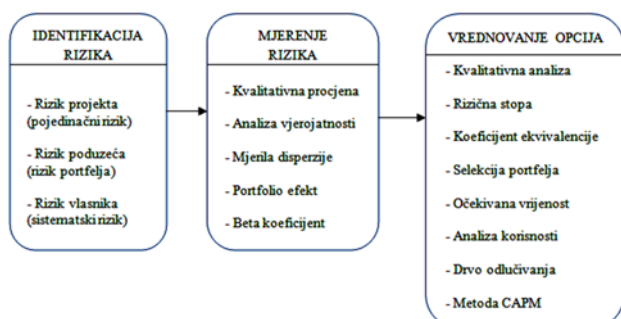 IDENTIFIKACIJA
RIZIKA
- Rizik projekta
(pojedinačni rizik)
- Rizik poduzeća
(rizik portfelja)
- Rizik vlasnika
(sistematski rizik)
MJERENJE
RIZIKA
- Kvalitativna procjena
- Analiza vjerojatnosti
- Mjerila disperzije
- Portfolio efekt
- Beta koeficijent
VREDNOVANJE OPCIJA
- Kvalitativna analiza
- Rizična stopa
- Koeficijent ekvivalencije
- Selekcija portfelja
- Očekivana vrijenost
- Analiza korisnosti
- Drvo odlučivanja
- Metoda CAPM